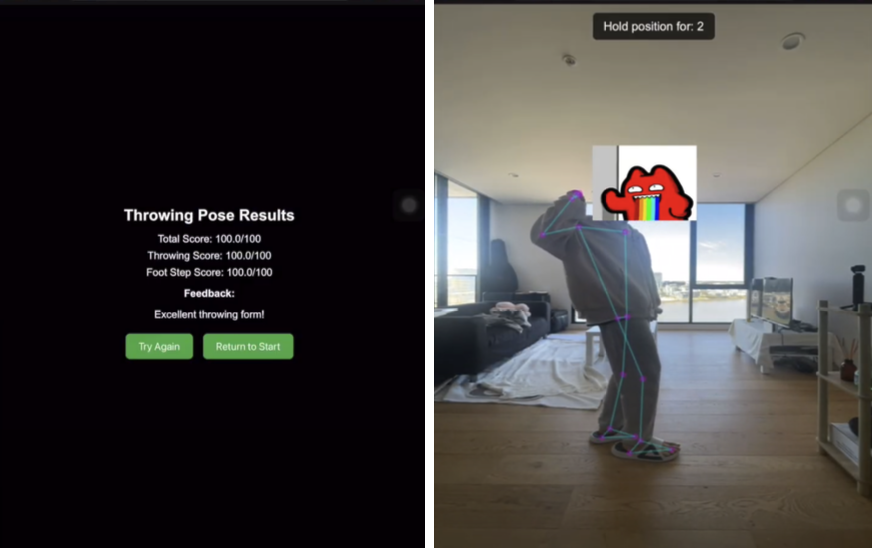 Throwing Pose Results
Total Score: 100.0/100
Throwing Score: 100.0/100
Foot Step Score: 100.0/100
Feedback:
Excellent throwing form!
Try Again
Return to Start
Hold position for: 2